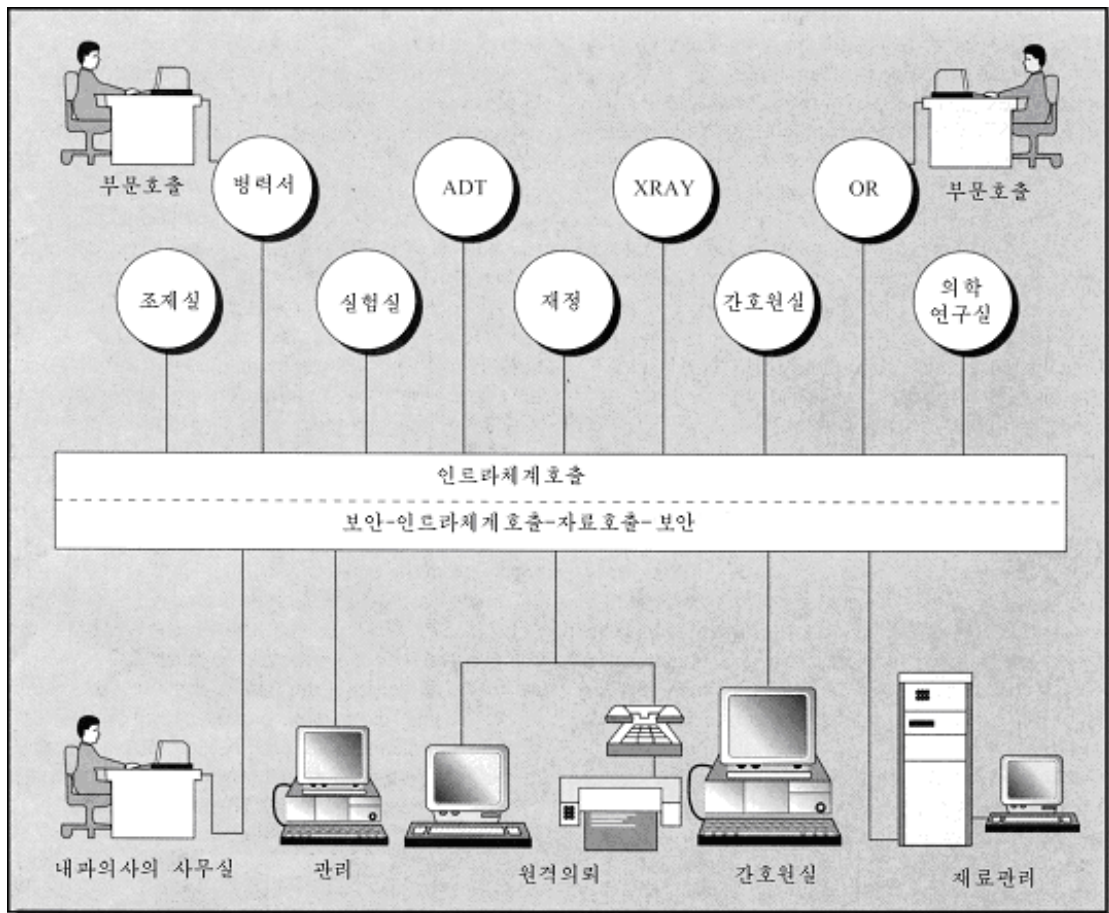 부문호출
병력서
ADT
XRAY
OR
부문호출
조제실
실험실
재정
간호원실
의학
연구실
인트라체계호출
보안-인트라체계호출-자료호출-보안
내과의사의 사무실
관리
원격의뢰
간호원실
재료관리